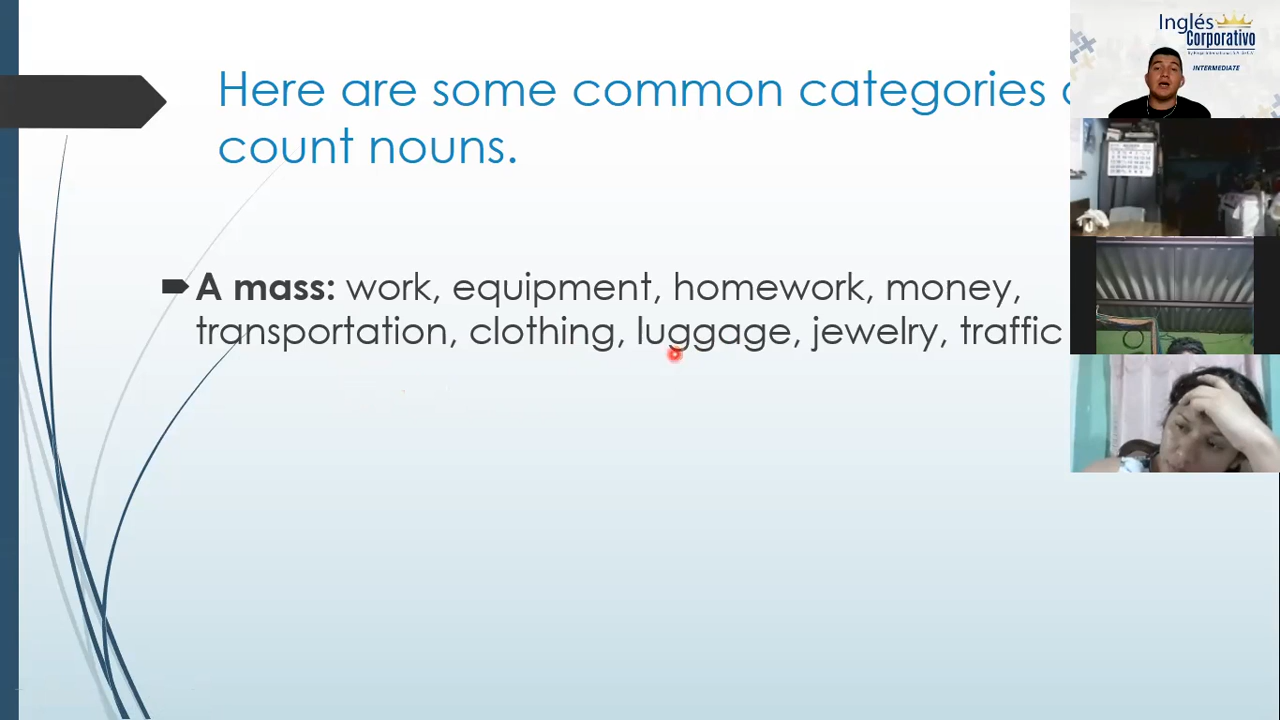 Here are some common categories
count nouns.
A mass: work, equipment, homework, money,
transportation, clothing, luggage, jewelry, traffic
Inglés
Corporativo
INTERMEDIATE